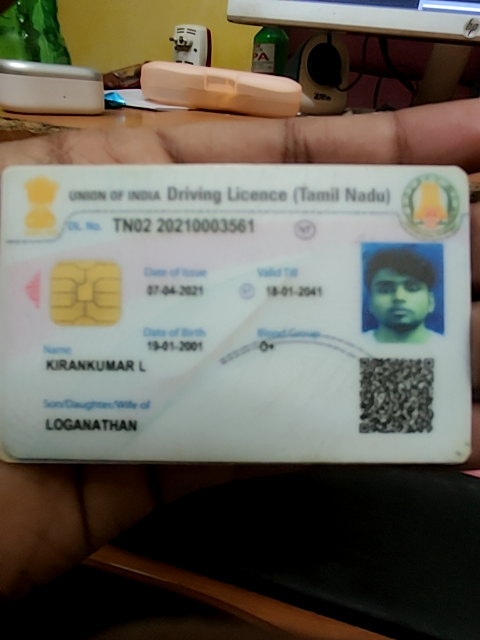 hp
UNION OF INDIA Driving Licence (Tamil Nadu)
DL. No. TN02 20210003561
Date of Issue Valid Till
07-04-2021 18-01-2041
Date of Birth Blood Group
19-01-2001 O+
Name
KIRANKUMAR L
Son/Daughter/Wife of
LOGANATHAN